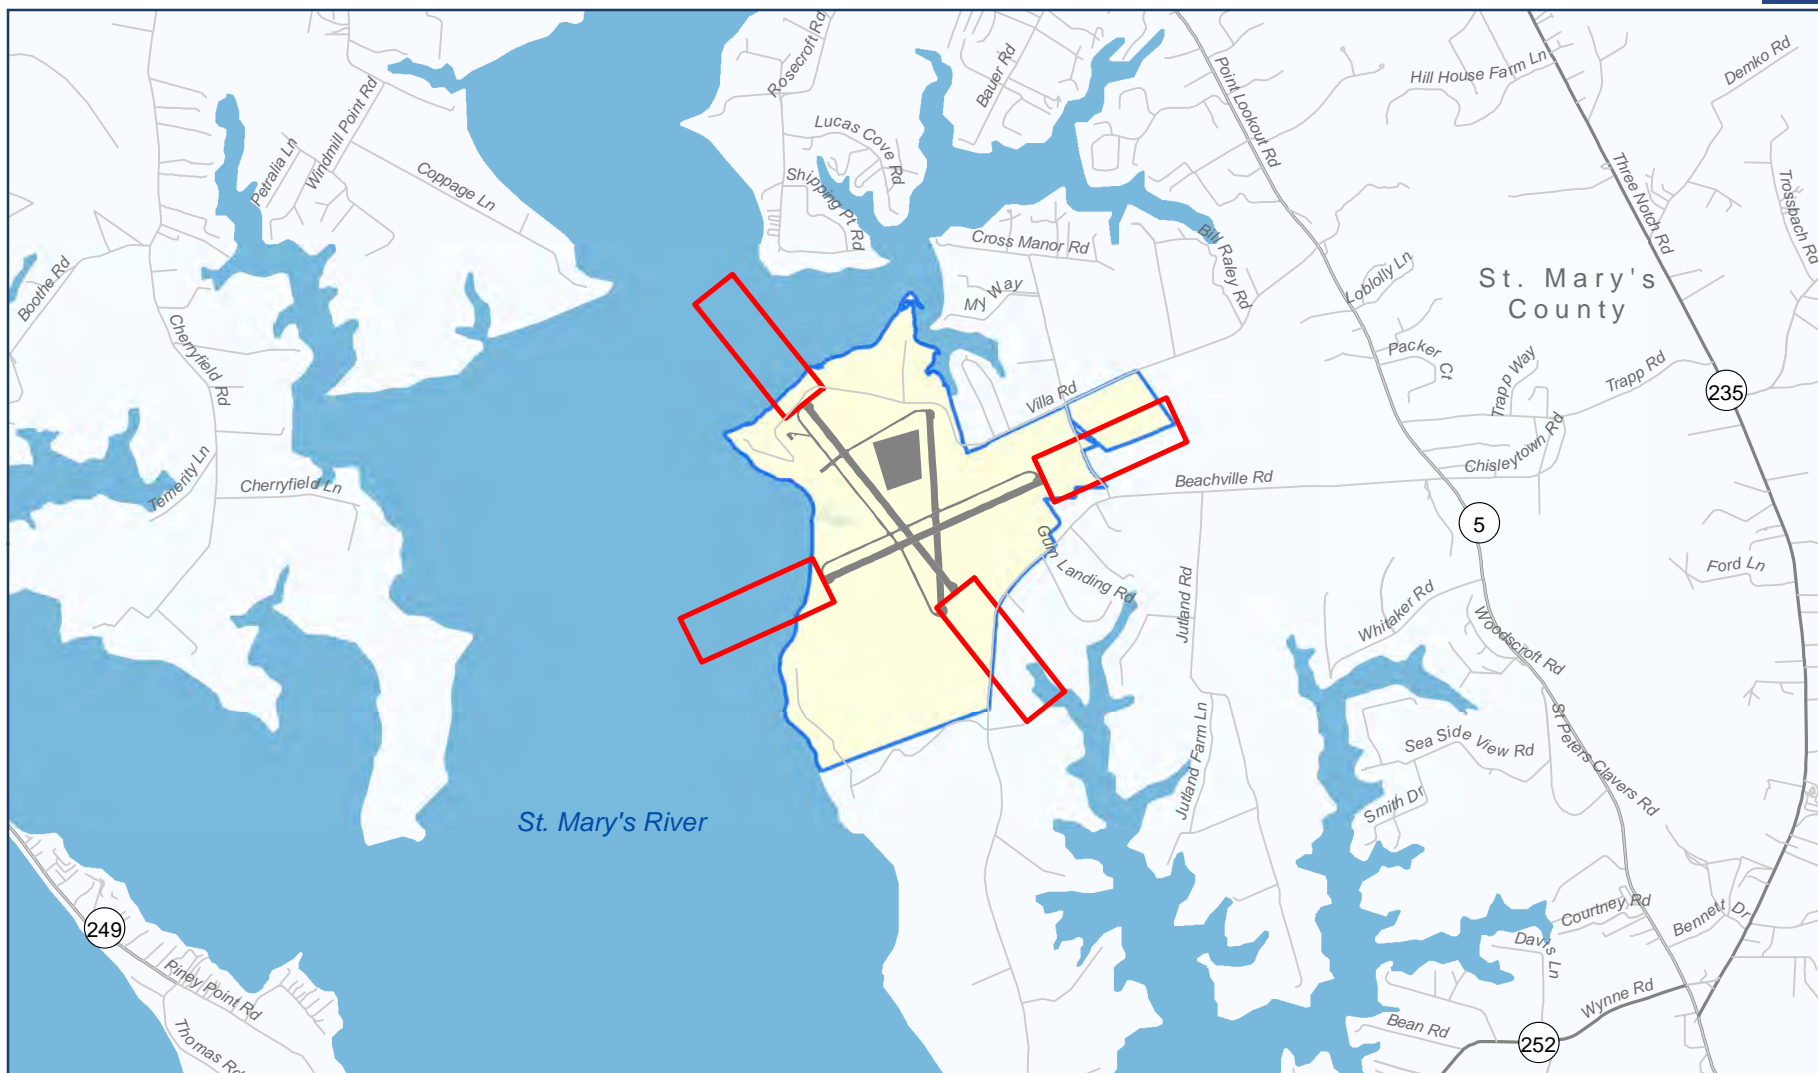 Rosecroft Rd
Bauer Rd
Point Lookout Rd
Hill House Farm Ln
Demko Rd
Windmill Point Rd
Petralia Ln
Coppage Ln
Lucas Cove Rd
Shipping Pt Rd
Three Notch Rd
Trossbach Rd
Boothe Rd
Cross Manor Rd
Bill Raley Rd
My Way
Loblolly Ln
St. Mary's
County
Cherryfield Rd
Packer Ct
Trapp Way
Trapp Rd
235
Villa Rd
Temerity Ln
Cherryfield Ln
Beachville Rd
Chisleytown Rd
5
Gum Landing Rd
Jutland Rd
Whitaker Rd
Woodscroft Rd
Ford Ln
Jutland Farm Ln
Sea Side View Rd
St Peters Clavers Rd
Smith Dr
St. Mary's River
249
Piney Point Rd
Thomas Rd
Courtney Rd
Bennett Dr
Davis Ln
Wynne Rd
Bean Rd
252